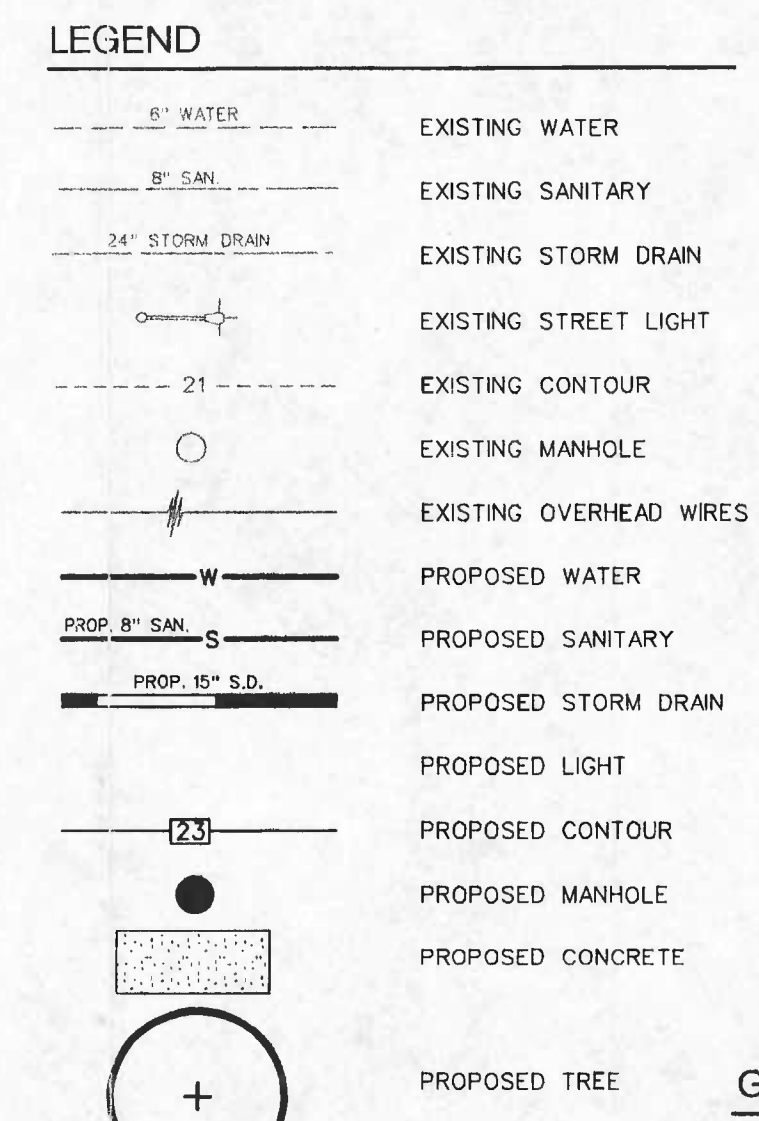 LEGEND
6" WATER EXISTING WATER
8" SAN. EXISTING SANITARY
24" STORM DRAIN EXISTING STORM DRAIN
EXISTING STREET LIGHT
21 EXISTING CONTOUR
EXISTING MANHOLE
EXISTING OVERHEAD WIRES
W PROPOSED WATER
PROP. 8" SAN. S PROPOSED SANITARY
PROP. 15" S.D. PROPOSED STORM DRAIN
PROPOSED LIGHT
23 PROPOSED CONTOUR
PROPOSED MANHOLE
PROPOSED CONCRETE
PROPOSED TREE
G